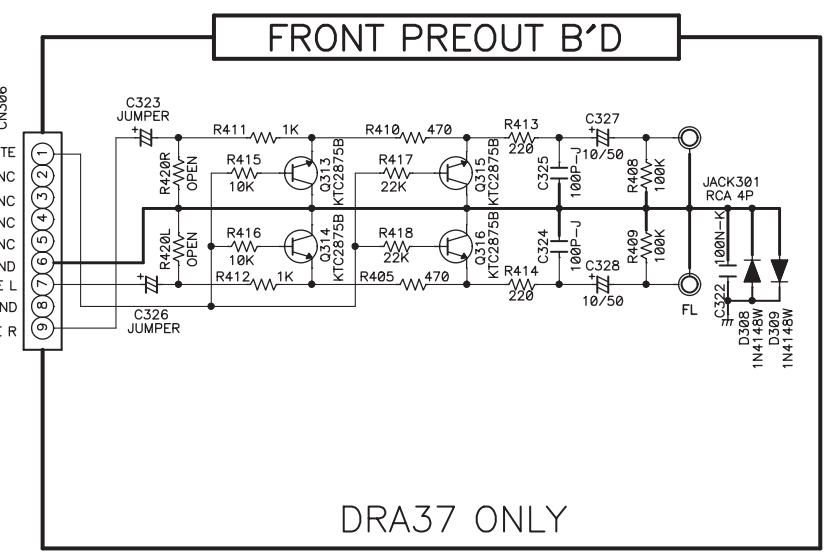 FRONT PREOUT B'D
CN306
C323
JUMPER
R411 1K
R410 470
R413
220
C327
10/50
TE
NC
NC
NC
NC
ND
E L
ND
E R
1
2
3
4
5
6
7
8
9
R420R
OPEN
R415
10K
Q313
KTC2875B
R417
22K
Q315
KTC2875B
C325
100P-J
R408
100K
JACK301
RCA 4P
R420L
OPEN
R416
10K
Q314
KTC2875B
R418
22K
Q316
KTC2875B
C324
100P-J
R409
100K
C322
100N-K
R412 1K
R405 470
R414
220
C328
10/50
FL
D308
1N4148W
D309
1N4148W
C326
JUMPER
DRA37 ONLY